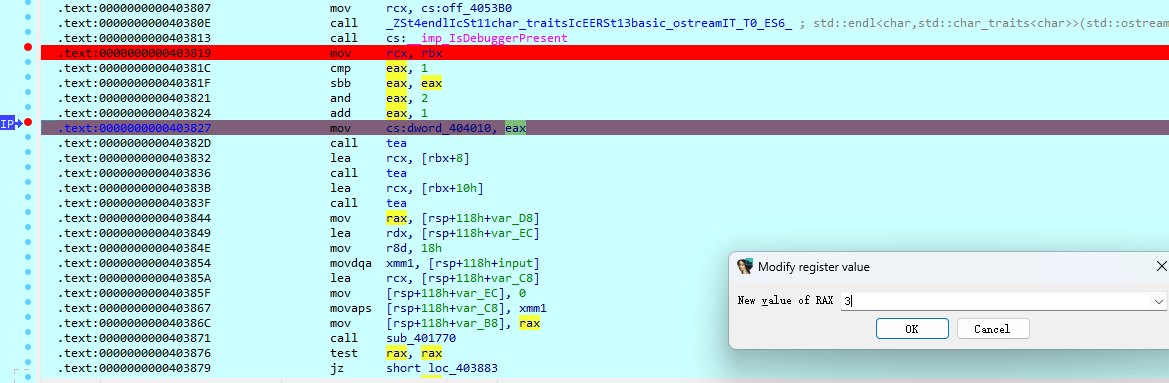 .text:0000000000403807 mov rcx, cs:off_4053B0
.text:000000000040380E call _ZSt4endlIcSt11char_traitsIcEERSt13basic_ostreamIT_T0_ES6_ ; std::endl<char,std::char_traits<char>>(std::ostream
.text:0000000000403813 call cs:__imp_IsDebuggerPresent
.text:0000000000403819 mov rcx, rbx
.text:000000000040381C cmp eax, 1
.text:000000000040381F sbb eax, eax
.text:0000000000403821 and eax, 2
.text:0000000000403824 add eax, 1
IP .text:0000000000403827 mov cs:dword_404010, eax
.text:000000000040382D call tea
.text:0000000000403832 lea rcx, [rbx+8]
.text:0000000000403836 call tea
.text:000000000040383B lea rcx, [rbx+10h]
.text:000000000040383F call tea
.text:0000000000403844 mov rax, [rsp+118h+var_D8]
.text:0000000000403849 lea rdx, [rsp+118h+var_EC]
.text:000000000040384E mov r8d, 18h
.text:0000000000403854 movdqa xmm1, [rsp+118h+input]
.text:000000000040385A lea rcx, [rsp+118h+var_C8]
.text:000000000040385F mov [rsp+118h+var_EC], 0
.text:0000000000403867 movaps [rsp+118h+var_C8], xmm1
.text:000000000040386C mov [rsp+118h+var_B8], rax
.text:0000000000403871 call sub_401770
.text:0000000000403876 test rax, rax
.text:0000000000403879 jz short loc_403883
Modify register value
New value of RAX 3
OK Cancel